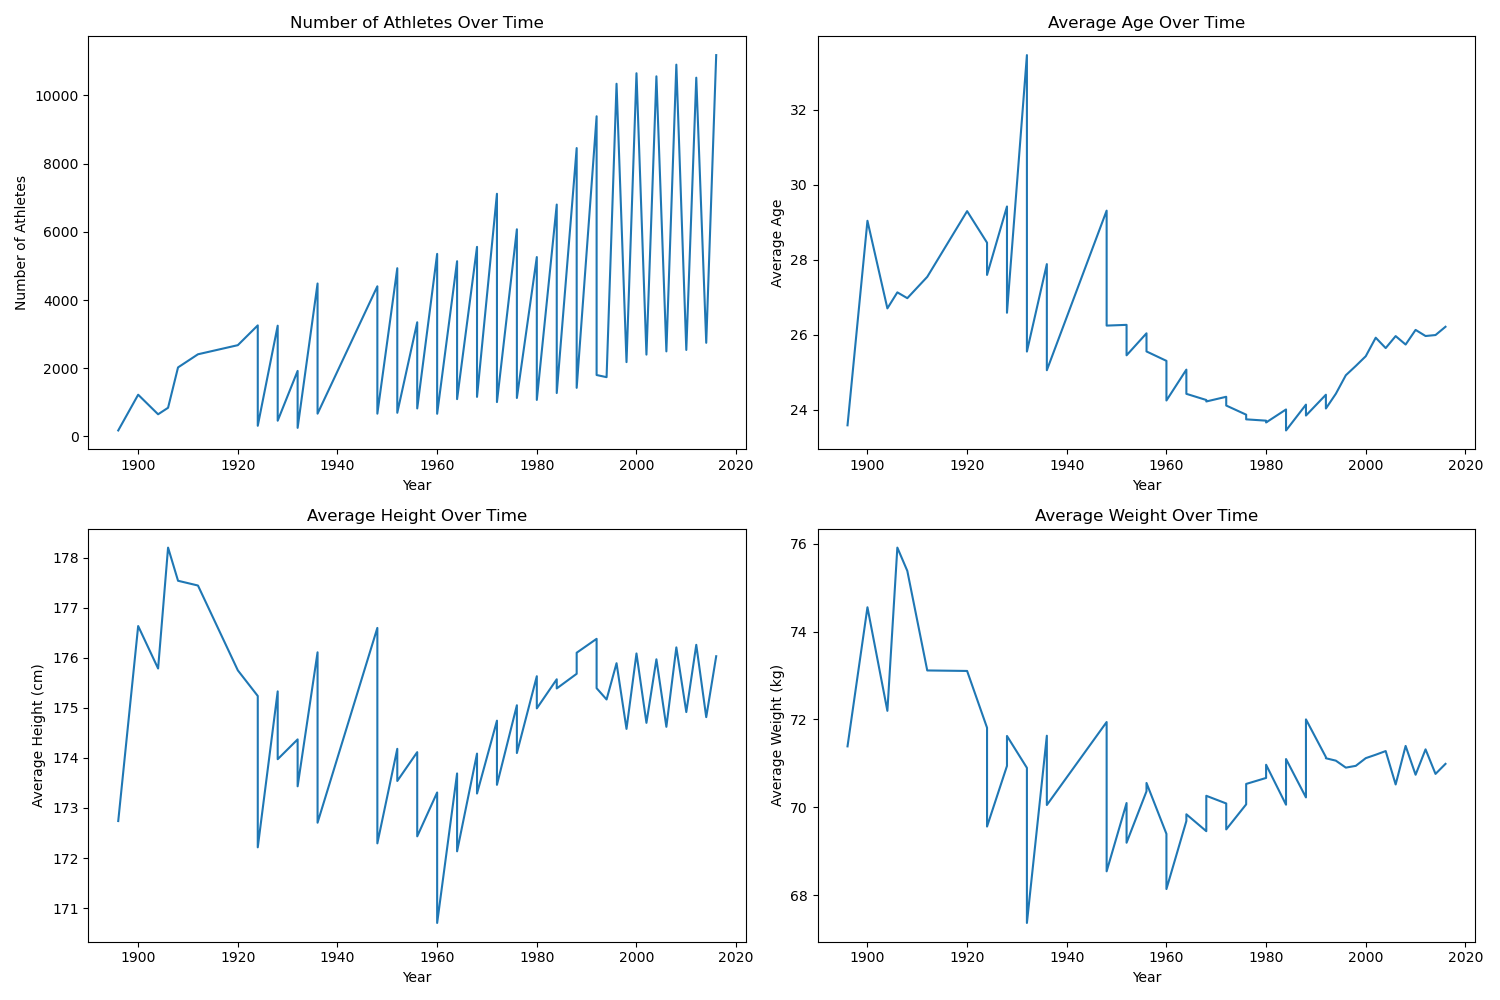 Number of Athletes Over Time
Number of Athletes
10000
8000
6000
4000
2000
0
1900 1920 1940 1960 1980 2000 2020
Year
Average Age Over Time
Average Age
32
30
28
26
24
1900 1920 1940 1960 1980 2000 2020
Year
Average Height Over Time
Average Height (cm)
178
177
176
175
174
173
172
171
1900 1920 1940 1960 1980 2000 2020
Year
Average Weight Over Time
Average Weight (kg)
76
74
72
70
68
1900 1920 1940 1960 1980 2000 2020
Year